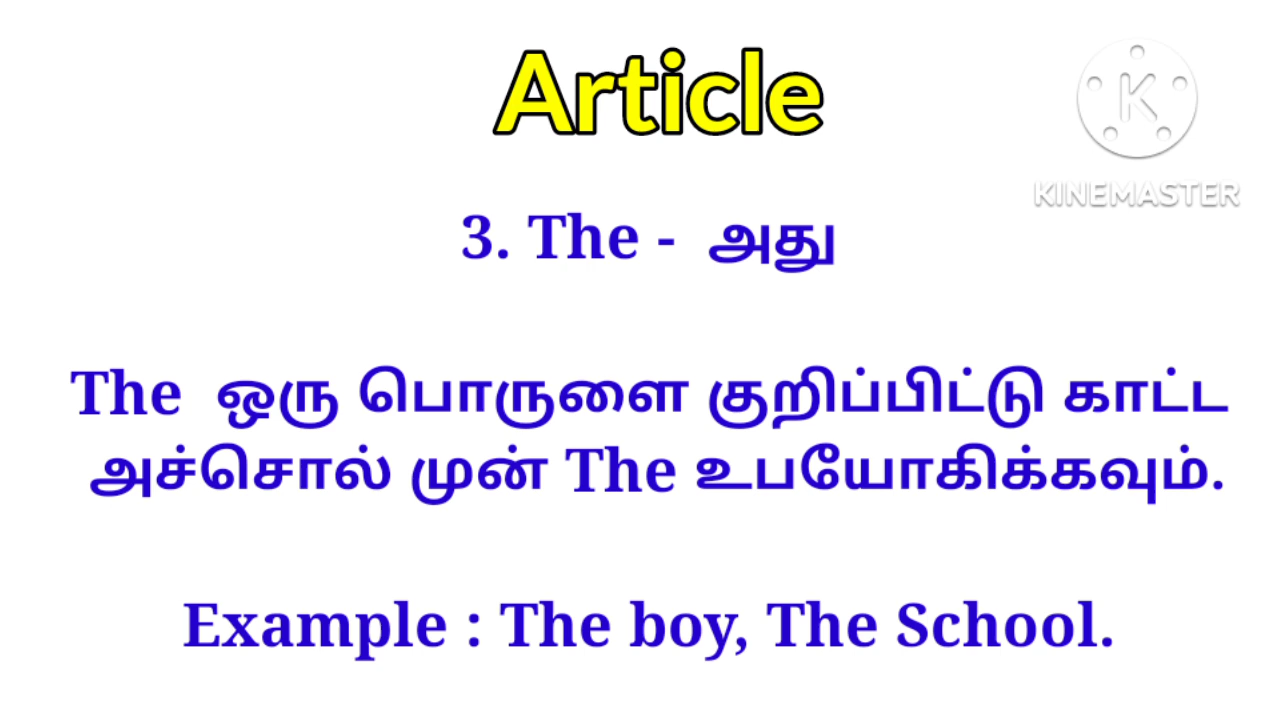 Article
K
KINEMASTER
3. The - அது
The ஒரு பொருளை குறிப்பிட்டு காட்ட
அச்சொல் முன் The உபயோகிக்கவும்.
Example : The boy, The School.